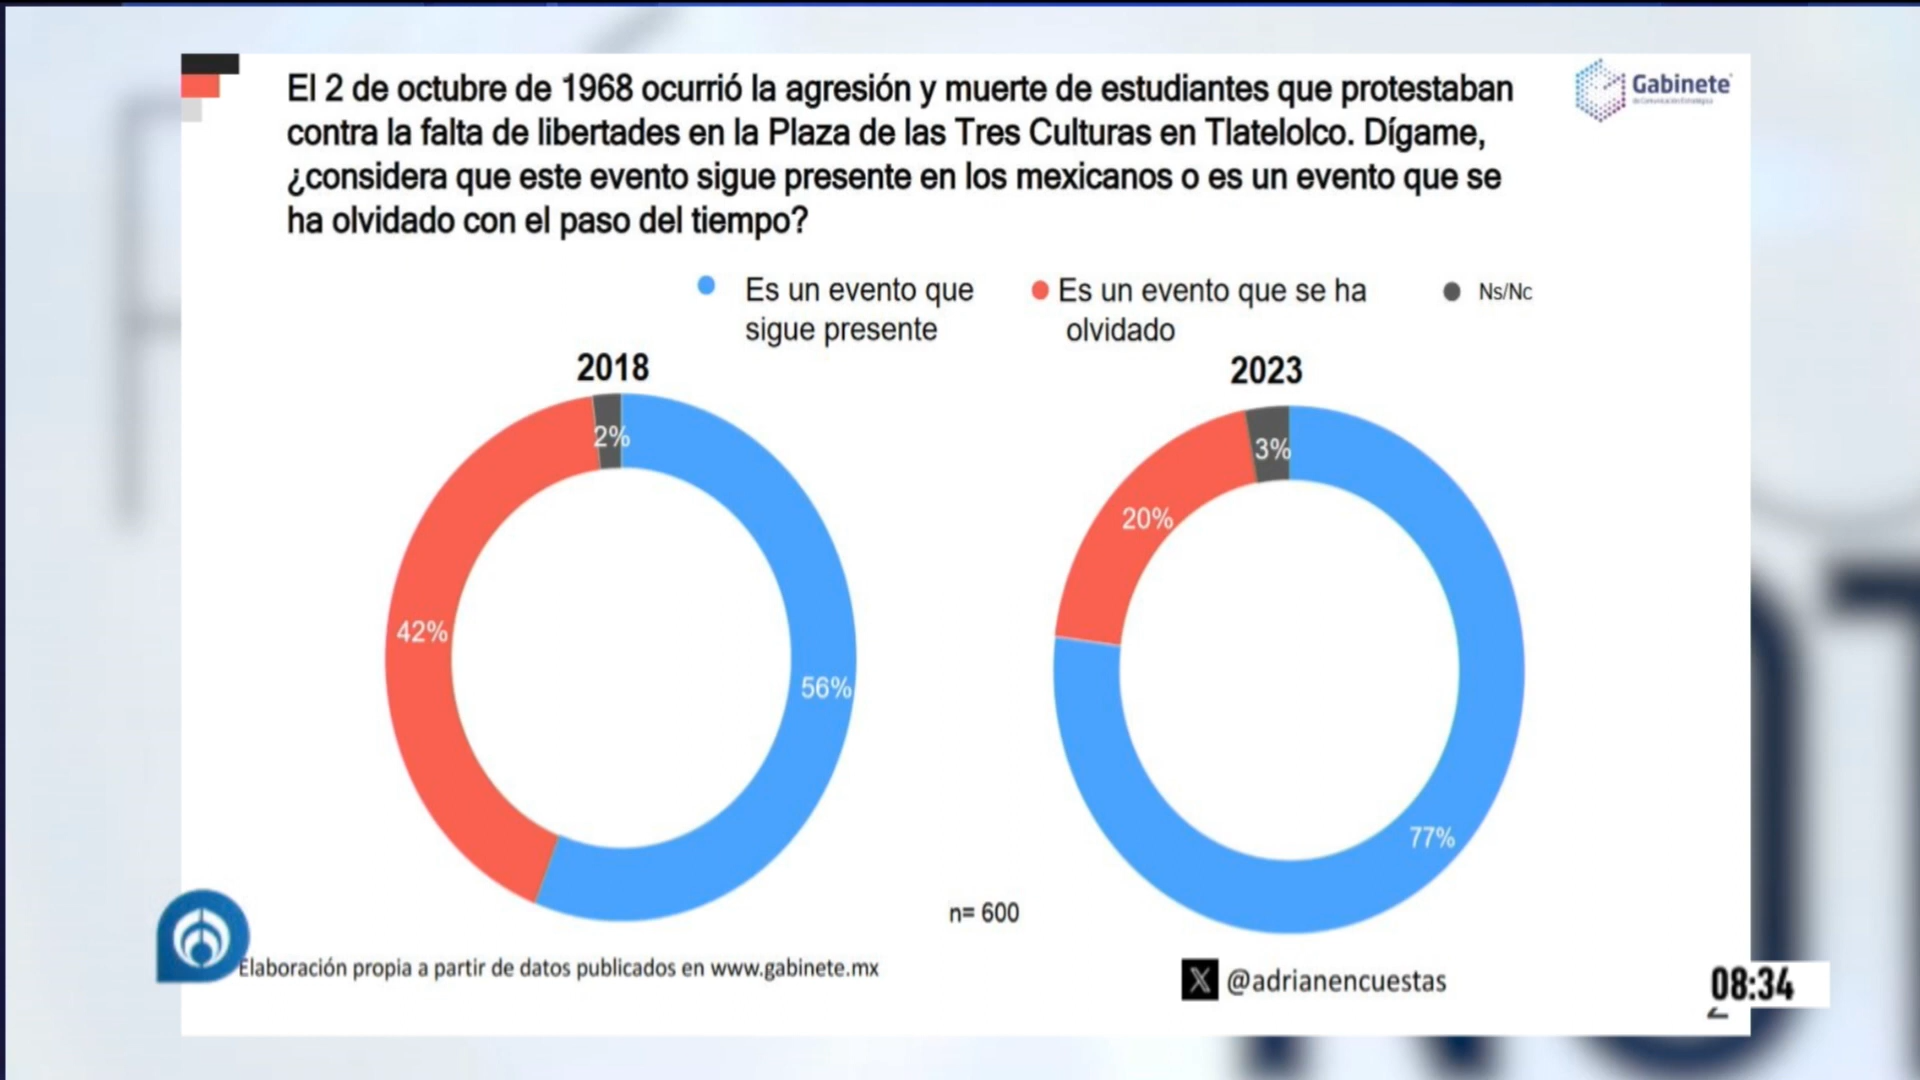 El 2 de octubre de 1968 ocurrió la agresión y muerte de estudiantes que protestaban
contra la falta de libertades en la Plaza de las Tres Culturas en Tlatelolco. Dígame,
¿considera que este evento sigue presente en los mexicanos o es un evento que se
ha olvidado con el paso del tiempo?
Gabinete
de Comunicación Estratégica
Es un evento que
sigue presente
Es un evento que se ha
olvidado
Ns/Nc
2018
2023
2%
42%
56%
3%
20%
77%
n= 600
Elaboración propia a partir de datos publicados en www.gabinete.mx
@adrianencuestas
08:34